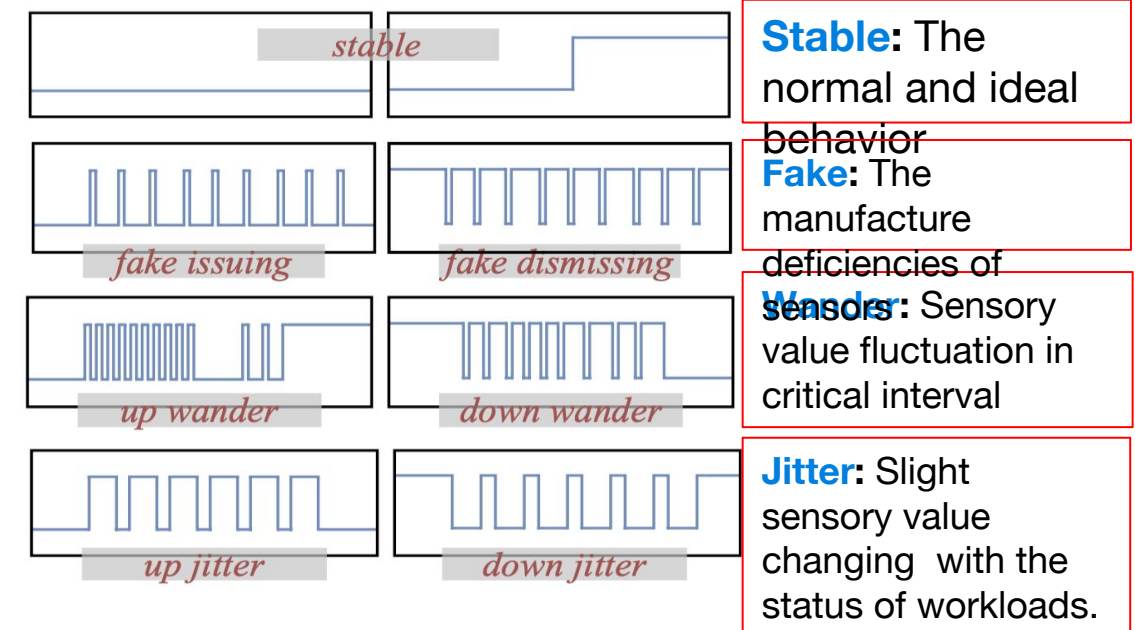 stable
fake issuing
fake dismissing
up wander
down wander
up jitter
down jitter
Stable: The
normal and ideal
behavior
Fake: The
manufacture
deficiencies of
sensors
Wander: Sensory
value fluctuation in
critical interval
Jitter: Slight
sensory value
changing  with the
status of workloads.